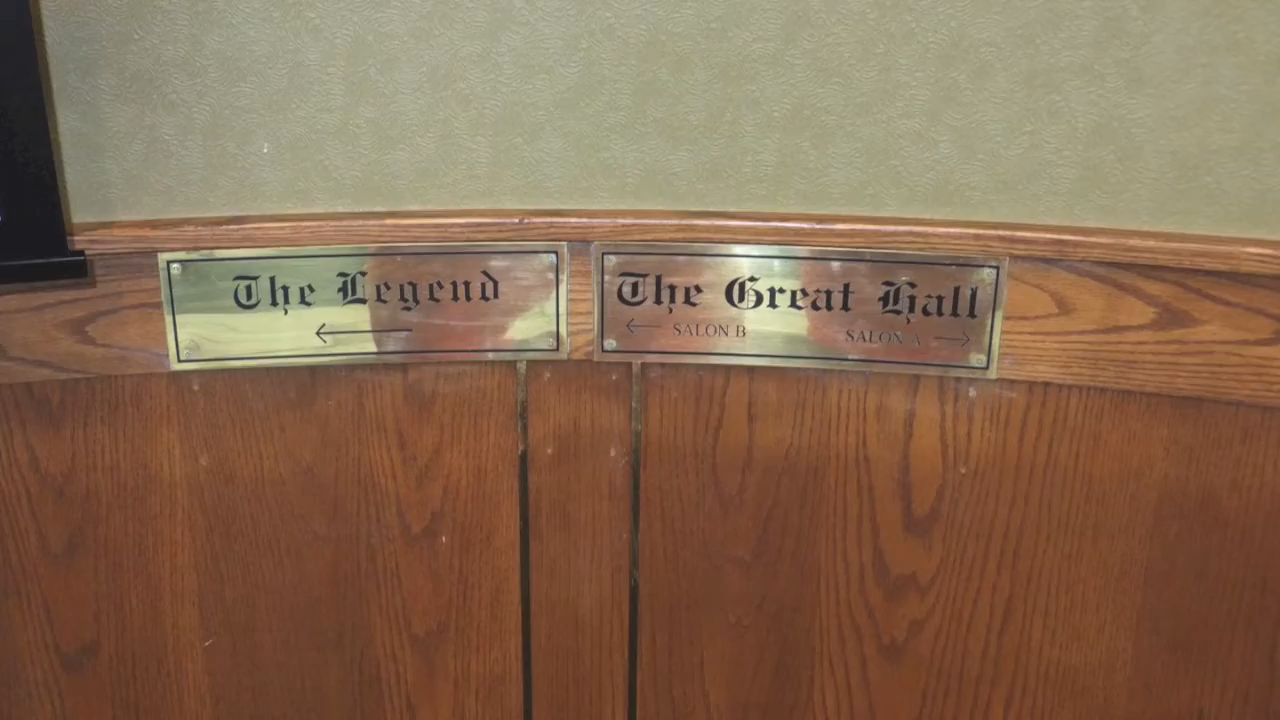 The Legend
←
The Great Hall
← SALON B SALON A →